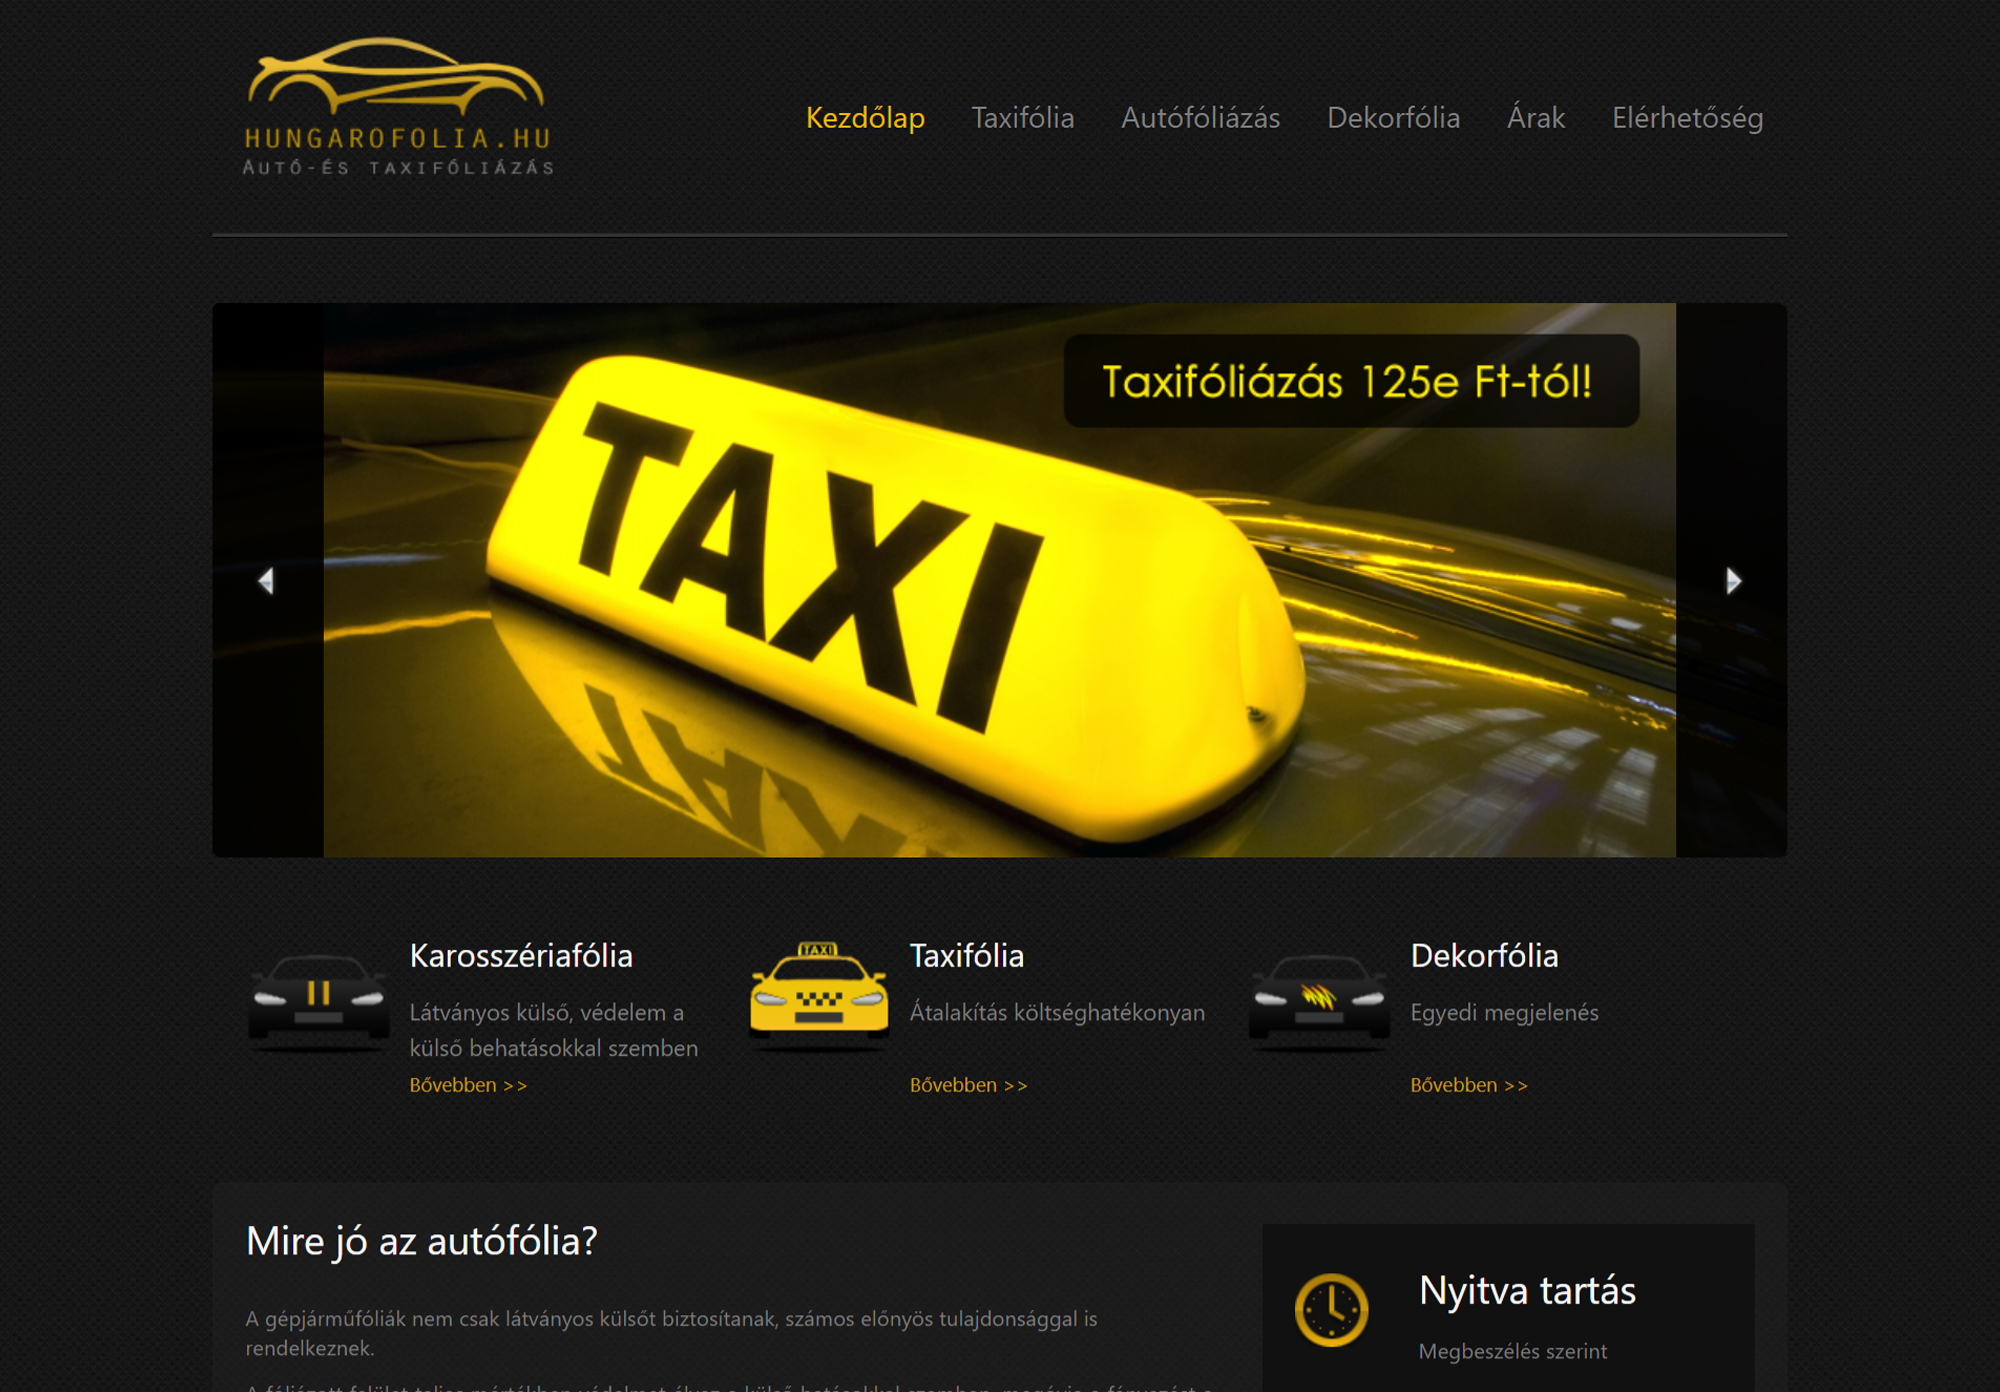 HUNGAROFOLIA.HU
AUTÓ-ÉS TAXIFÓLIÁZÁS
Kezdőlap Taxifólia Autófóliázás Dekorfólia Árak Elérhetőség
Taxifóliázás 125e Ft-tól!
TAXI
Karosszériafólia
Látványos külső, védelem a
külső behatásokkal szemben
Bővebben >>
TAXI
Taxifólia
Átalakítás költséghatékonyan
Bővebben >>
Dekorfólia
Egyedi megjelenés
Bővebben >>
Mire jó az autófólia?
A gépjárműfóliák nem csak látványos külsőt biztosítanak, számos előnyös tulajdonsággal is
rendelkeznek.
Nyitva tartás
Megbeszélés szerint